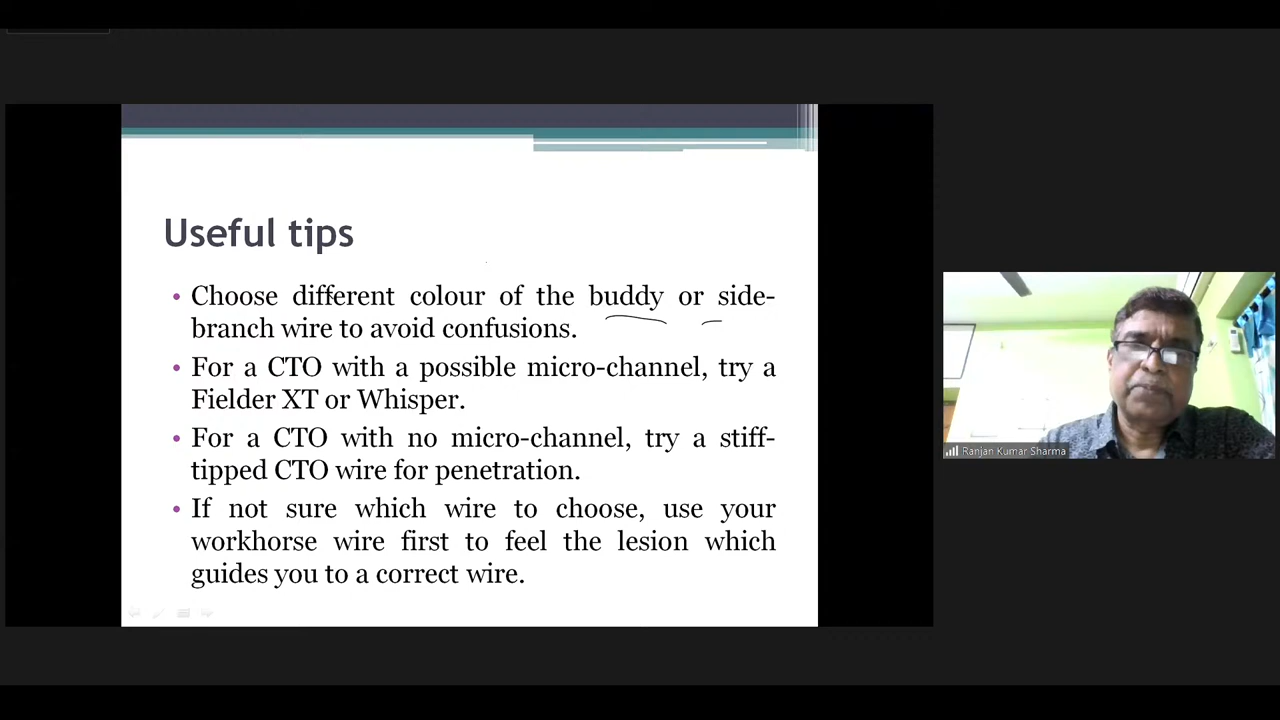 Useful tips
• Choose different colour of the buddy or side-
branch wire to avoid confusions.
• For a CTO with a possible micro-channel, try a
Fielder XT or Whisper.
• For a CTO with no micro-channel, try a stiff-
tipped CTO wire for penetration.
• If not sure which wire to choose, use your
workhorse wire first to feel the lesion which
guides you to a correct wire.
Ranjan Kumar Sharma